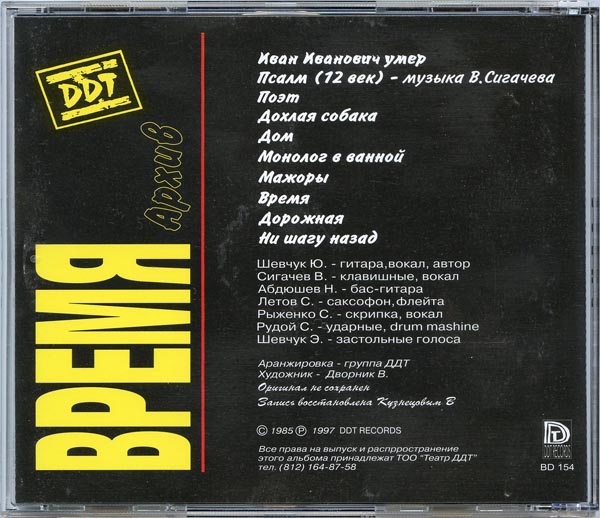 DDT
Архив
ВРЕМЯ
Иван Иванович умер
Псалм (12 век) - музыка В.Сигачева
Поэт
Дохлая собака
Дом
Монолог в ванной
Мажоры
Время
Дорожная
Ни шагу назад
Шевчук Ю. - гитара,вокал, автор
Сигачев В. - клавишные, вокал
Абдюшев Н. - бас-гитара
Летов С. - саксофон,флейта
Рыженко С. - скрипка, вокал
Рудой С. - ударные, drum mashine
Шевчук Э. - застольные голоса
Аранжировка - группа ДДТ
Художник - Дворник В.
Оригинал не сохранен
Запись восстановлена Кузнецовым В
© 1985 ℗ 1997 DDT RECORDS
Все права на выпуск и распрространение
этого альбома принадлежат ТОО "Театр ДДТ"
тел. (812) 164-87-58
DDT RECORDS
BD 154